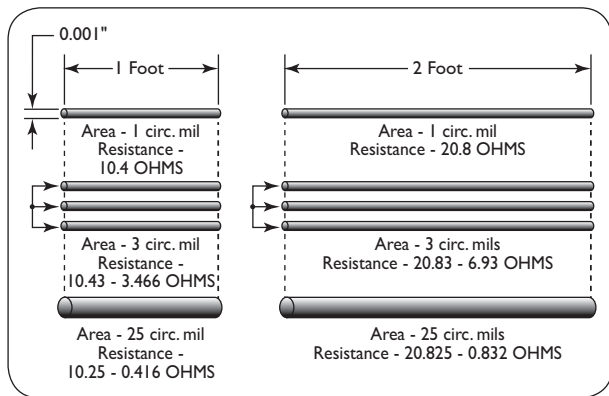 0.001"
1 Foot
2 Foot
Area - 1 circ. mil
Resistance -
10.4 OHMS
Area - 1 circ. mil
Resistance - 20.8 OHMS
Area - 3 circ. mil
Resistance -
10.43 - 3.466 OHMS
Area - 3 circ. mils
Resistance - 20.83 - 6.93 OHMS
Area - 25 circ. mil
Resistance -
10.25 - 0.416 OHMS
Area - 25 circ. mils
Resistance - 20.825 - 0.832 OHMS